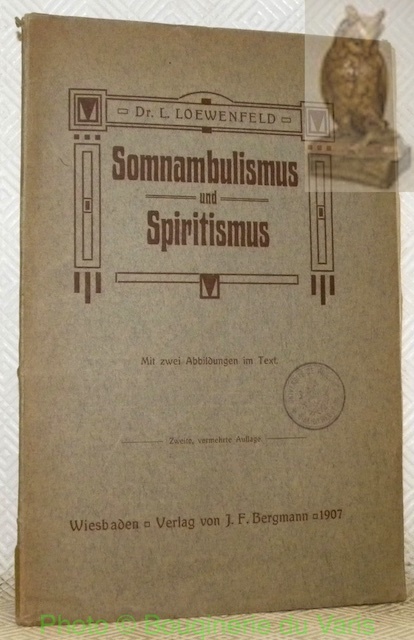 Dr. L. LOEWENFELD
Somnambulismus
und
Spiritismus
Mit zwei Abbildungen im Text.
Zweite, vermehrte Auflage.
Wiesbaden ▫ Verlag von J. F. Bergmann ▫ 1907
Photo © Bouquinerie du Varis